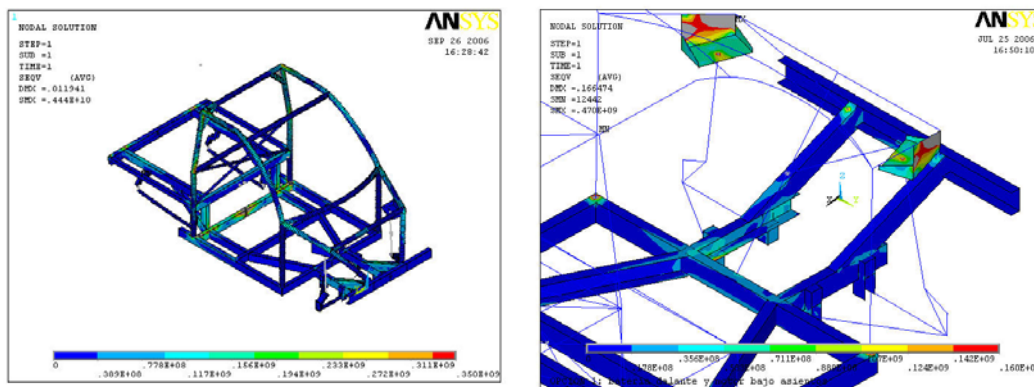 1
NODAL SOLUTION
STEP=1
SUB =1
TIME=1
SEQV (AVG)
DMX =.011941
SMX =.444E+10
ANSYS
SEP 26 2006
16:28:42
0
.778E+08
.156E+09
.233E+09
.311E+09
.389E+08
.117E+09
.194E+09
.272E+09
.350E+09
NODAL SOLUTION
STEP=1
SUB =1
TIME=1
SEQV (AVG)
DMX =.166474
SMN =12442
SMX =.470E+09
ANSYS
JUL 25 2006
16:50:10
MX
MN
Z
X
Y
.356E+08
.711E+08
.142E+09
.124E+09